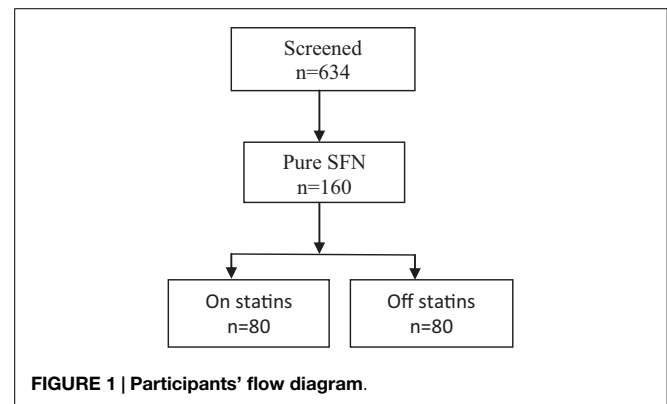 Screened
n=634
Pure SFN
n=160
On statins
n=80
Off statins
n=80
FIGURE 1 | Participants' flow diagram.